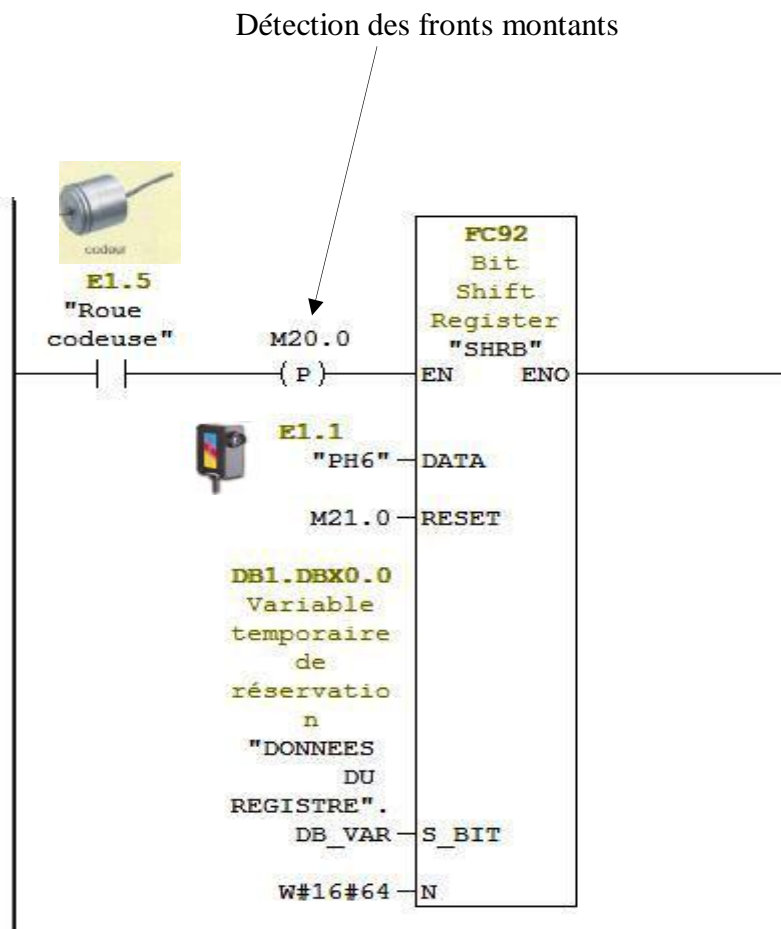 Détection des fronts montants
codeur
E1.5
"Roue
codeuse"
M20.0
( P )
FC92
Bit
Shift
Register
"SHRB"
EN ENO
E1.1
"PH6"
DATA
M21.0
RESET
DB1.DBX0.0
Variable
temporaire
de
réservatio
n
"DONNEES
DU
REGISTRE".
DB_VAR
S_BIT
W#16#64
N